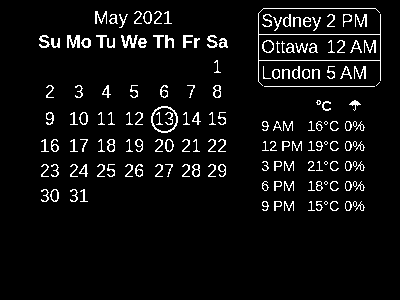 May 2021
Su Mo Tu We Th Fr Sa
1
2 3 4 5 6 7 8
9 10 11 12 13 14 15
16 17 18 19 20 21 22
23 24 25 26 27 28 29
30 31
Sydney 2 PM
Ottawa 12 AM
London 5 AM
°C ☂
9 AM 16°C 0%
12 PM 19°C 0%
3 PM 21°C 0%
6 PM 18°C 0%
9 PM 15°C 0%